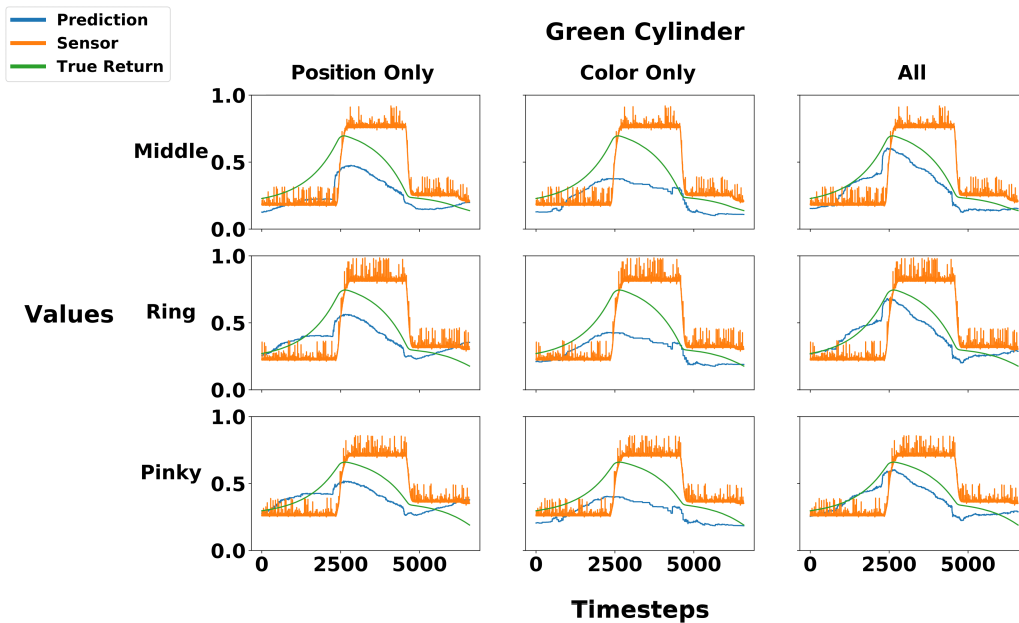 Prediction
Sensor
True Return
Green Cylinder
Position Only
Color Only
All
1.0
Middle
0.5
0.0
1.0
Values
Ring
0.5
0.0
1.0
Pinky
0.5
0.0
0 2500 5000 0 2500 5000 0 2500 5000
Timesteps